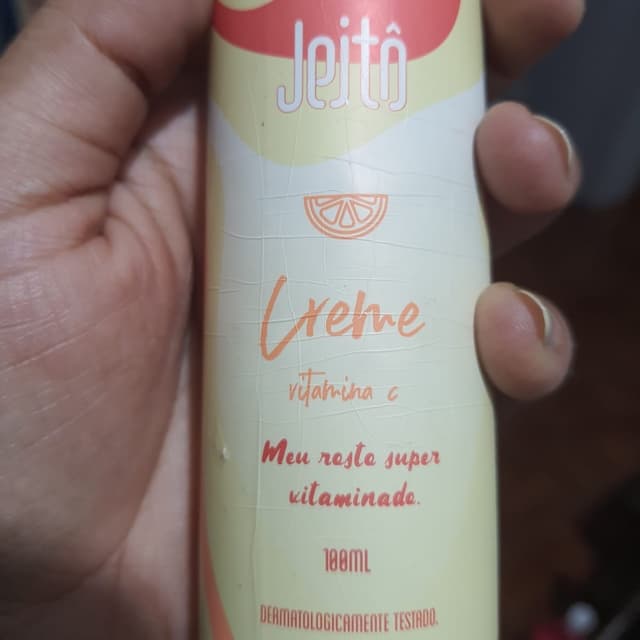 Jeitô
Creme
vitamina c
Meu rosto super
vitaminado.
100ML
DERMATOLOGICAMENTE TESTADO.